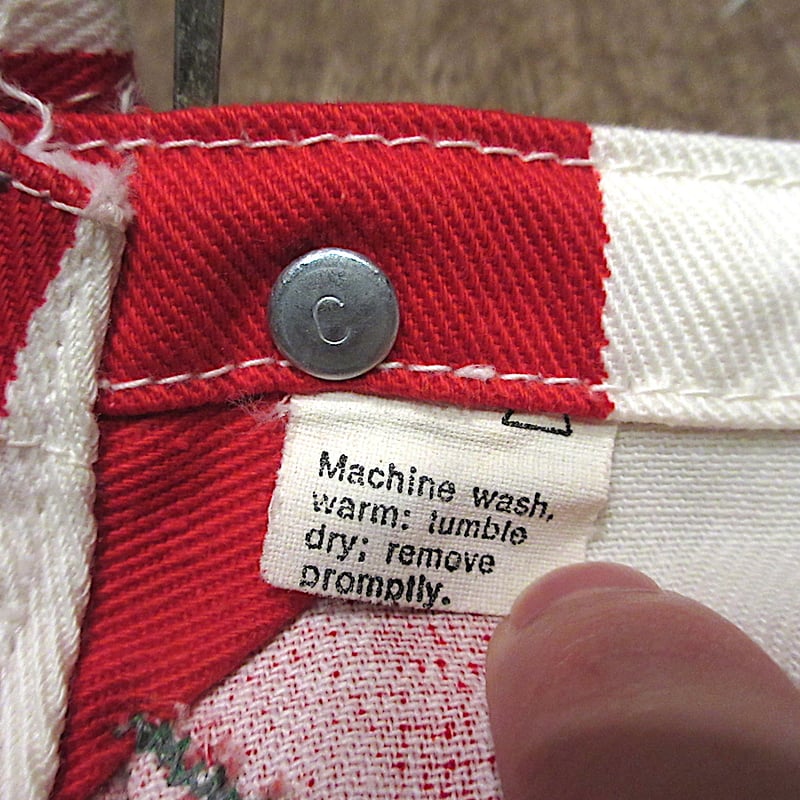 C
Machine wash,
warm: tumble
dry; remove
promptly.